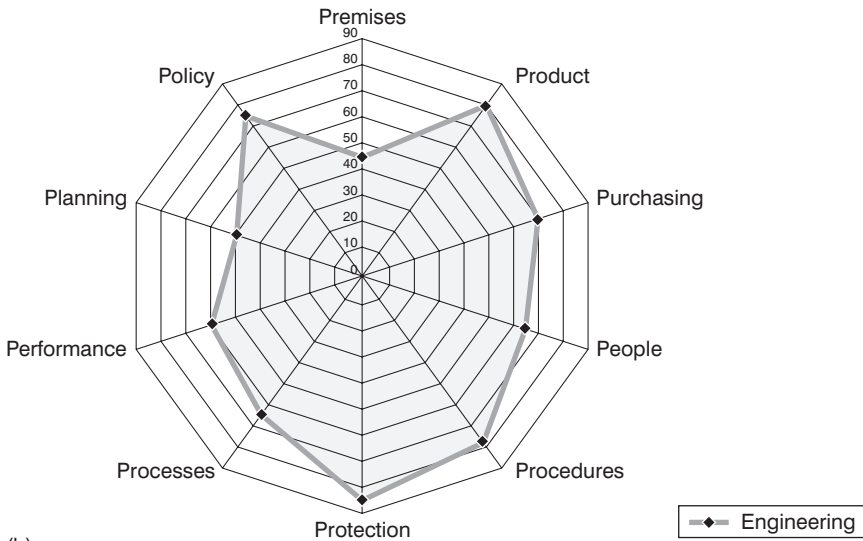 Premises
90
80
70
60
50
40
30
20
10
0
Policy
Product
Planning
Purchasing
Performance
People
Processes
Procedures
Protection
Engineering